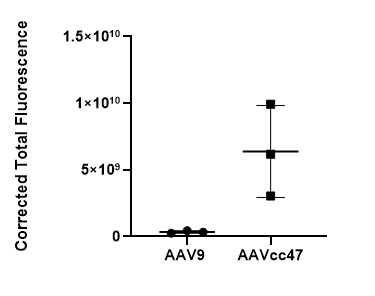 Corrected Total Fluorescence
1.5×10¹⁰
1×10¹⁰
5×10⁹
0
AAV9 AAVcc47